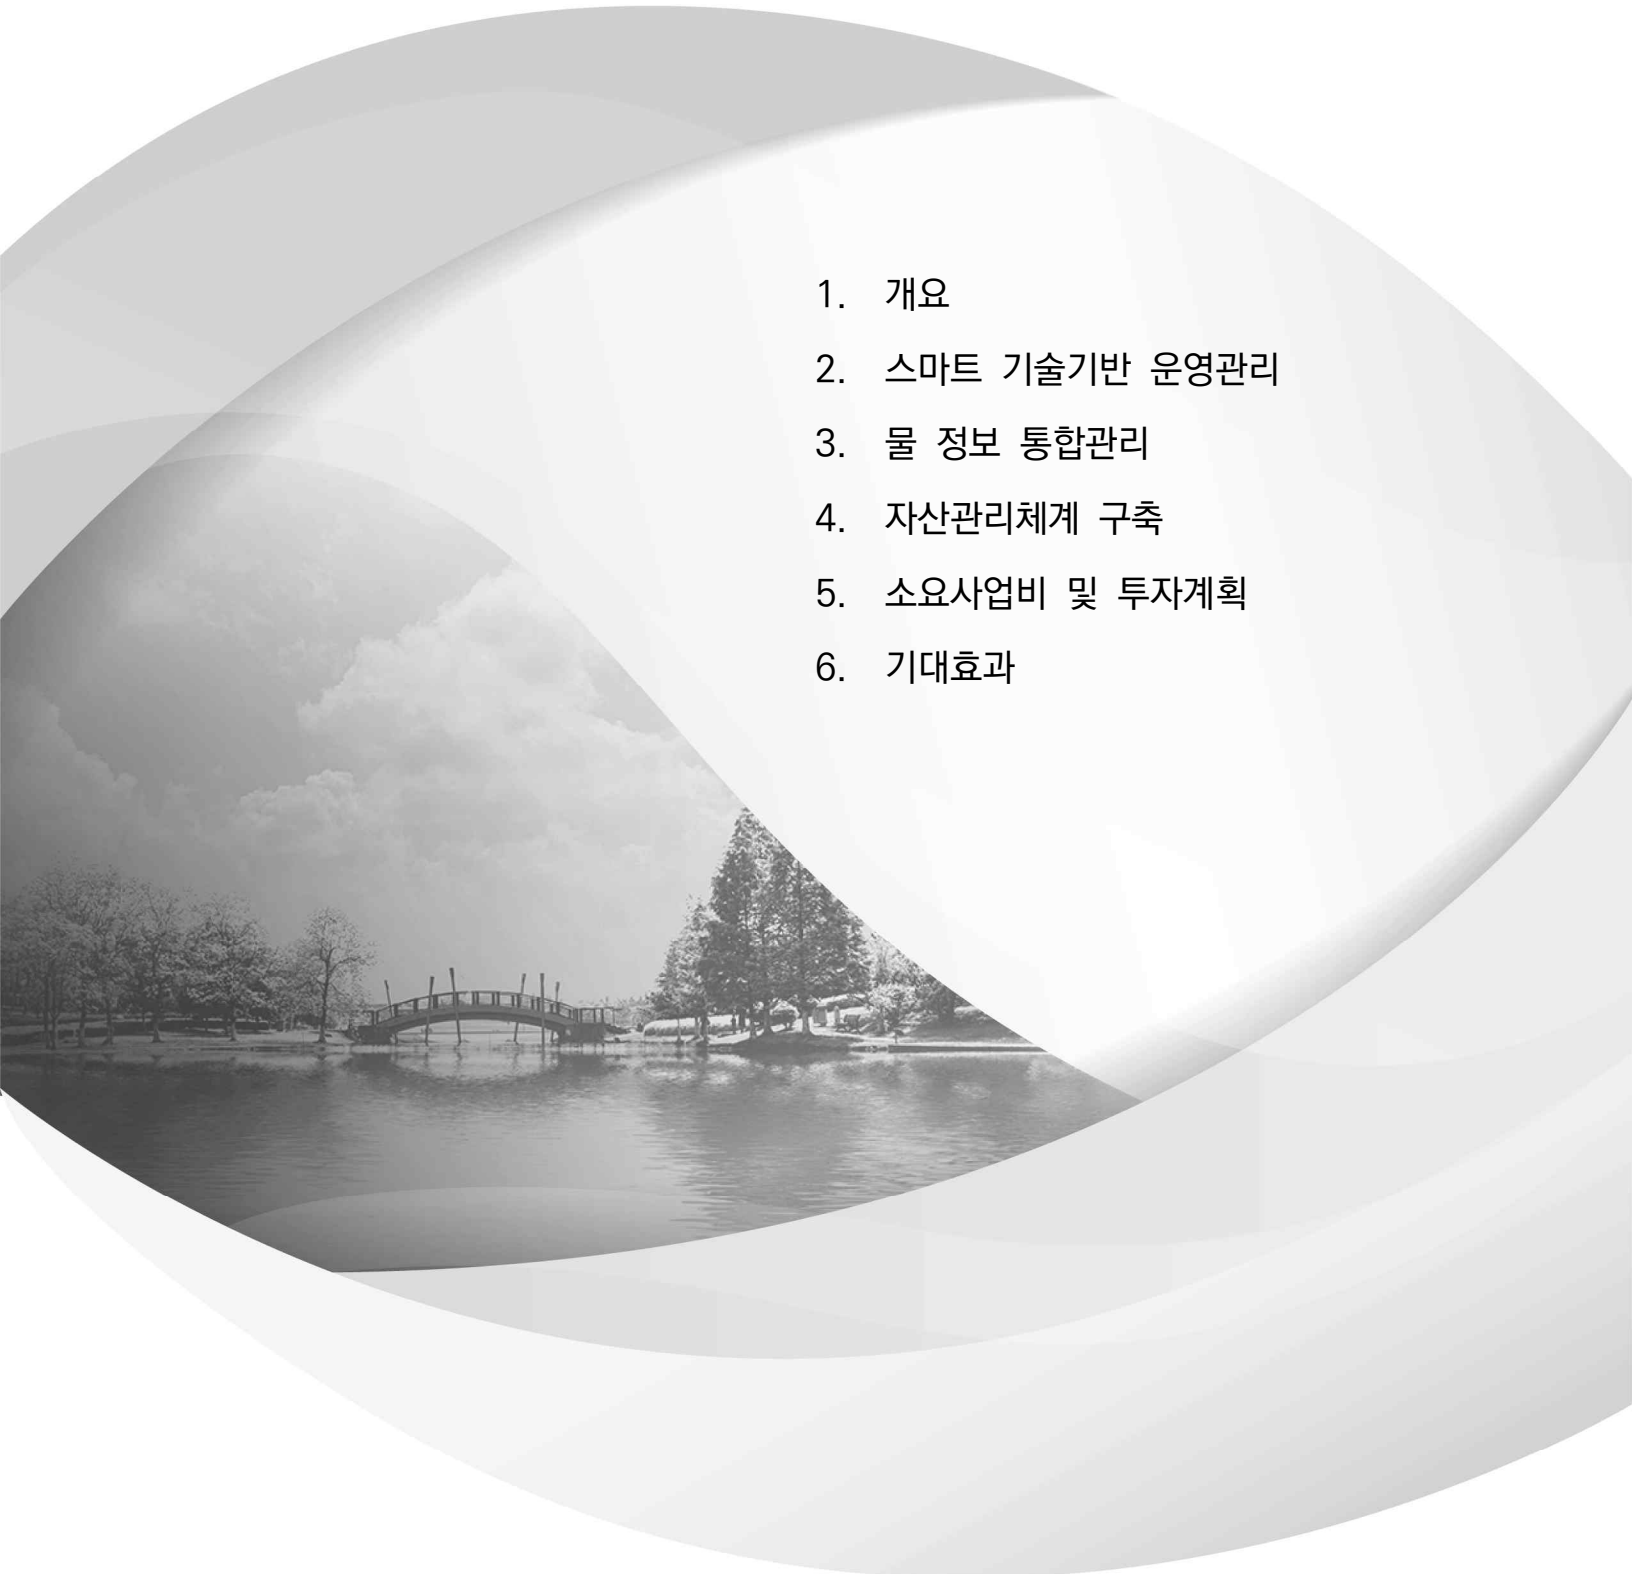 1. 개요
2. 스마트 기술기반 운영관리
3. 물 정보 통합관리
4. 자산관리체계 구축
5. 소요사업비 및 투자계획
6. 기대효과